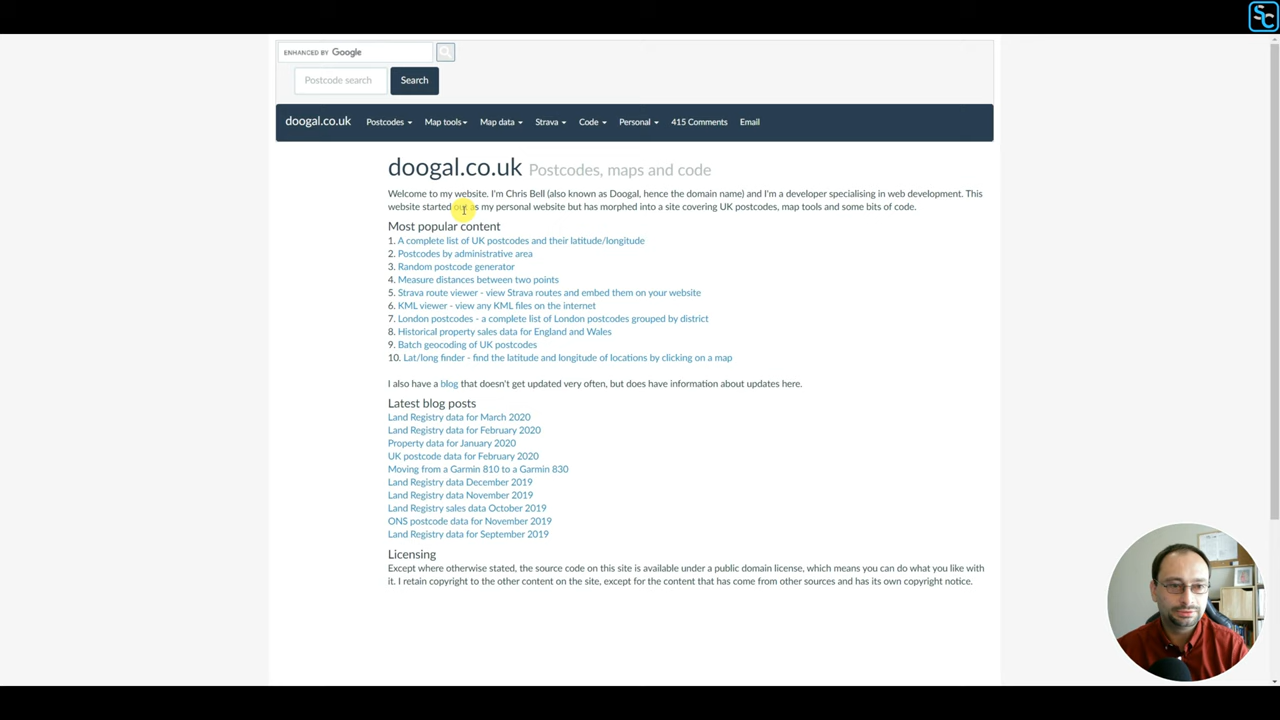 SC
ENHANCED BY Google
Postcode search Search
doogal.co.uk Postcodes Map tools Map data Strava Code Personal 415 Comments Email
doogal.co.uk Postcodes, maps and code
Welcome to my website. I'm Chris Bell (also known as Doogal, hence the domain name) and I'm a developer specialising in web development. This
website started out as my personal website but has morphed into a site covering UK postcodes, map tools and some bits of code.
Most popular content
1. A complete list of UK postcodes and their latitude/longitude
2. Postcodes by administrative area
3. Random postcode generator
4. Measure distances between two points
5. Strava route viewer - view Strava routes and embed them on your website
6. KML viewer - view any KML files on the internet
7. London postcodes - a complete list of London postcodes grouped by district
8. Historical property sales data for England and Wales
9. Batch geocoding of UK postcodes
10. Lat/long finder - find the latitude and longitude of locations by clicking on a map
I also have a blog that doesn't get updated very often, but does have information about updates here.
Latest blog posts
Land Registry data for March 2020
Land Registry data for February 2020
Property data for January 2020
UK postcode data for February 2020
Moving from a Garmin 810 to a Garmin 830
Land Registry data December 2019
Land Registry data November 2019
Land Registry sales data October 2019
ONS postcode data for November 2019
Land Registry data for September 2019
Licensing
Except where otherwise stated, the source code on this site is available under a public domain license, which means you can do what you like with
it. I retain copyright to the other content on the site, except for the content that has come from other sources and has its own copyright notice.